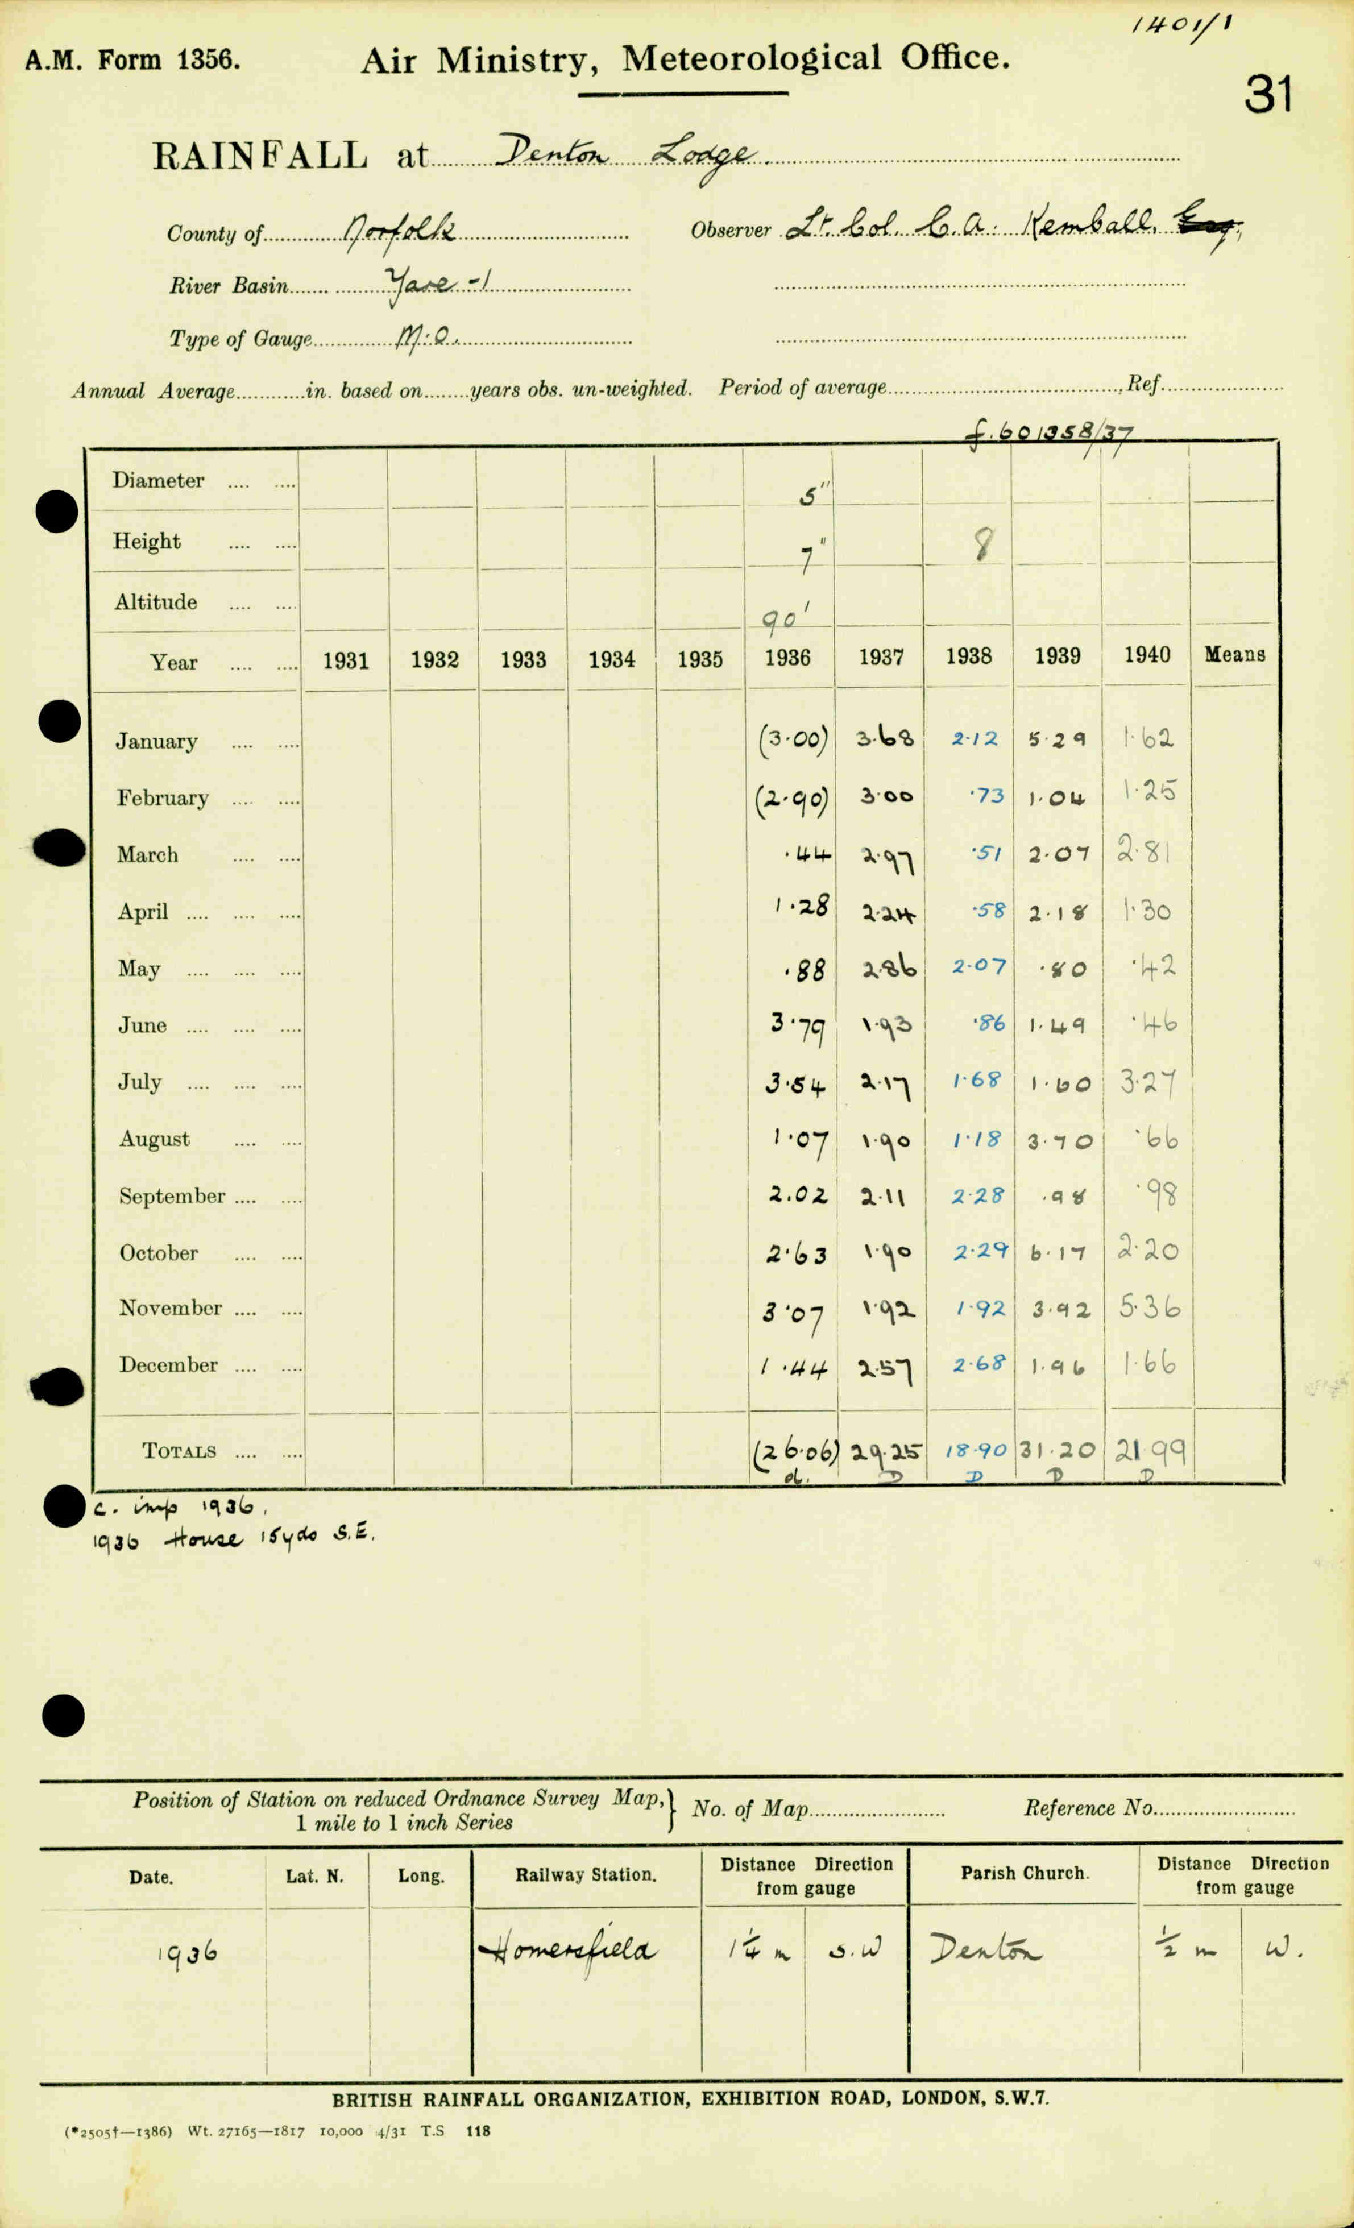 1401/1
A.M. Form 1356. Air Ministry, Meteorological Office.
31
RAINFALL at Denton Lodge.
County of Norfolk Observer Lt. Col. C. A. Kemball, Esq,
River Basin Yare -1
Type of Gauge M.O.
Annual Average in. based on years obs. un-weighted. Period of average , Ref.
f.601358/37
Diameter 5"
Height 7" 8
Altitude 90'
Year 1931 1932 1933 1934 1935 1936 1937 1938 1939 1940 Means
January (3.00) 3.68 2.12 5.29 1.62
February (2.90) 3.00 .73 1.04 1.25
March .44 2.97 .51 2.07 2.81
April 1.28 2.24 .58 2.18 1.30
May .88 2.86 2.07 .80 .42
June 3.79 1.93 .86 1.49 .46
July 3.54 2.17 1.68 1.60 3.27
August 1.07 1.90 1.18 3.70 .66
September 2.02 2.11 2.28 .98 .98
October 2.63 1.90 2.29 6.17 2.20
November 3.07 1.92 1.92 3.92 5.36
December 1.44 2.57 2.68 1.96 1.66
TOTALS (26.06) 29.25 18.90 31.20 21.99
d. D D D D
c. imp 1936.
1936 House 15yds S.E.
Position of Station on reduced Ordnance Survey Map, } No. of Map Reference No.
1 mile to 1 inch Series
Date. Lat. N. Long. Railway Station. Distance Direction from gauge Parish Church. Distance Direction from gauge
1936 Homersfield 1¼ m S.W Denton ½ m W.
BRITISH RAINFALL ORGANIZATION, EXHIBITION ROAD, LONDON, S.W.7.
(*2505†—1386) Wt. 27165—1817 10,000 4/31 T.S 118